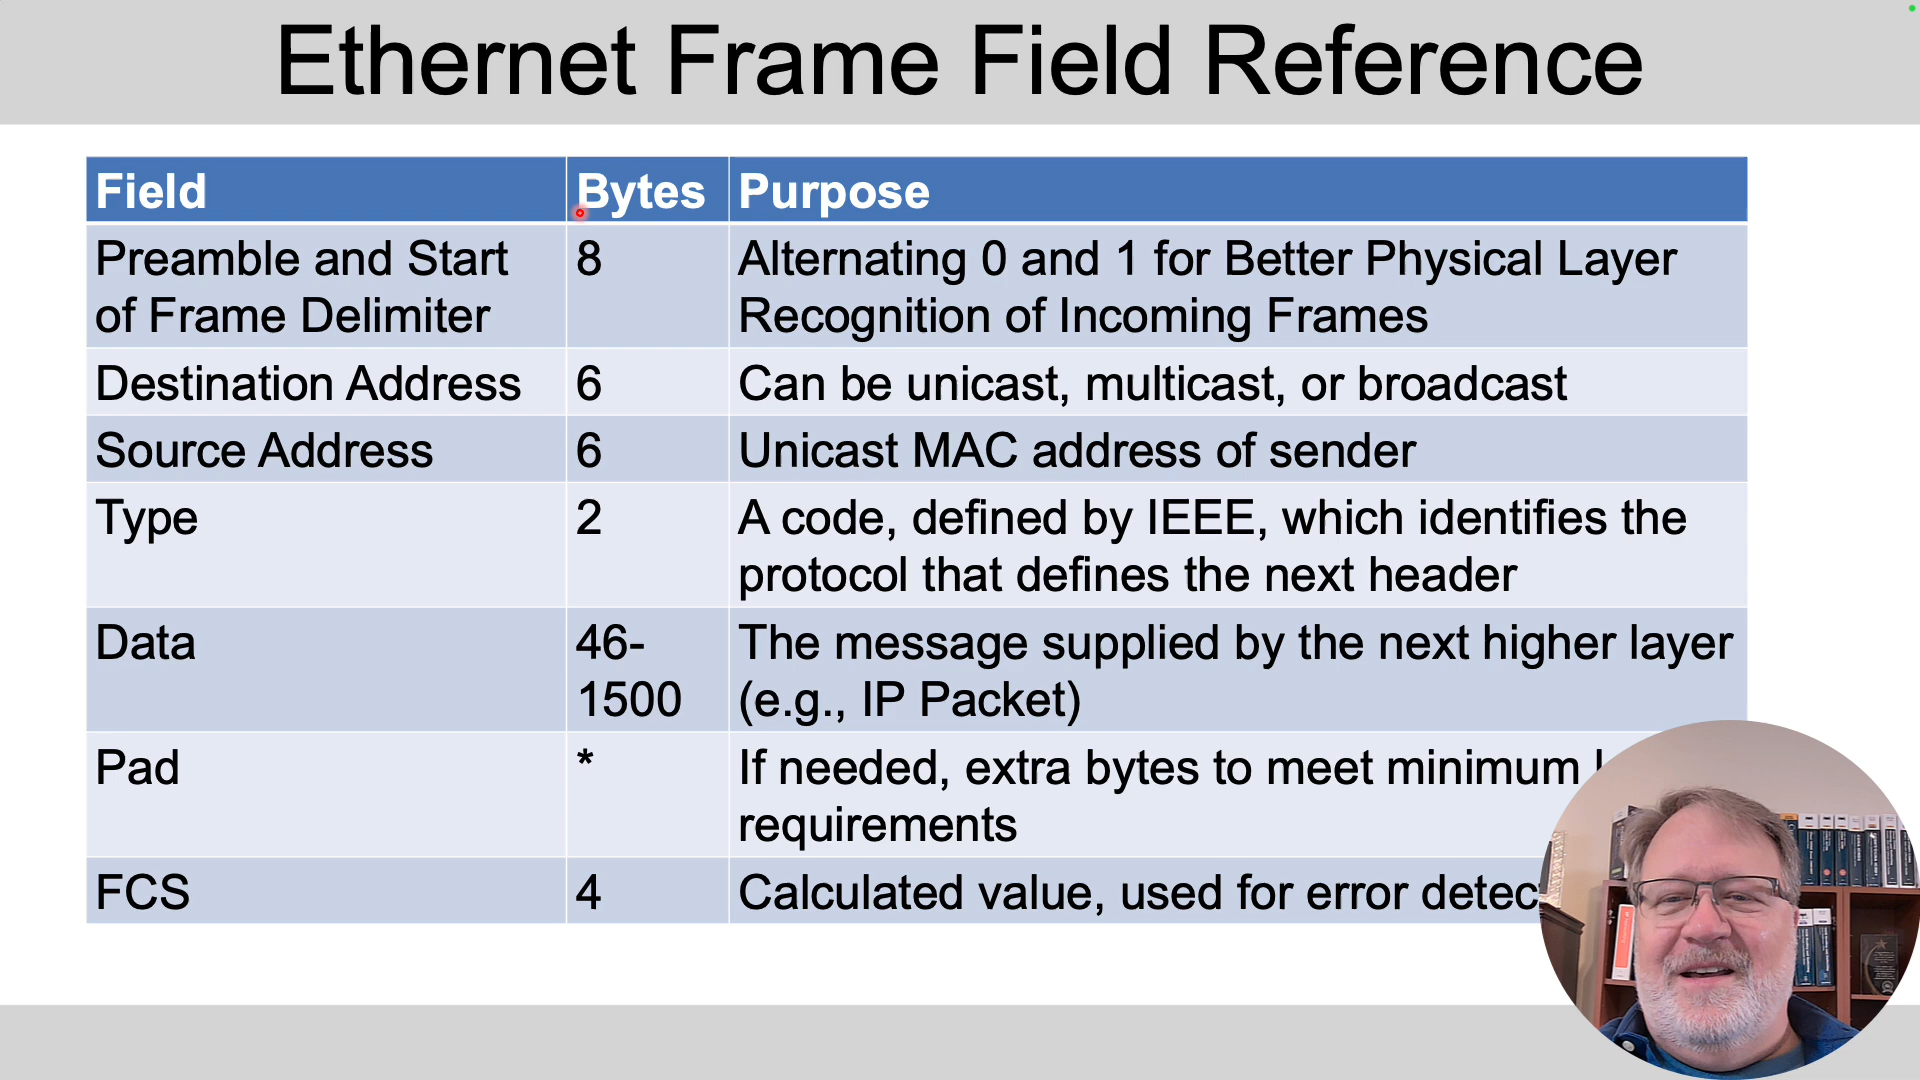 Ethernet Frame Field Reference
Field Bytes Purpose
Preamble and Start 8 Alternating 0 and 1 for Better Physical Layer
of Frame Delimiter Recognition of Incoming Frames
Destination Address 6 Can be unicast, multicast, or broadcast
Source Address 6 Unicast MAC address of sender
Type 2 A code, defined by IEEE, which identifies the
protocol that defines the next header
Data 46- The message supplied by the next higher layer
1500 (e.g., IP Packet)
Pad * If needed, extra bytes to meet minimum
requirements
FCS 4 Calculated value, used for error detec